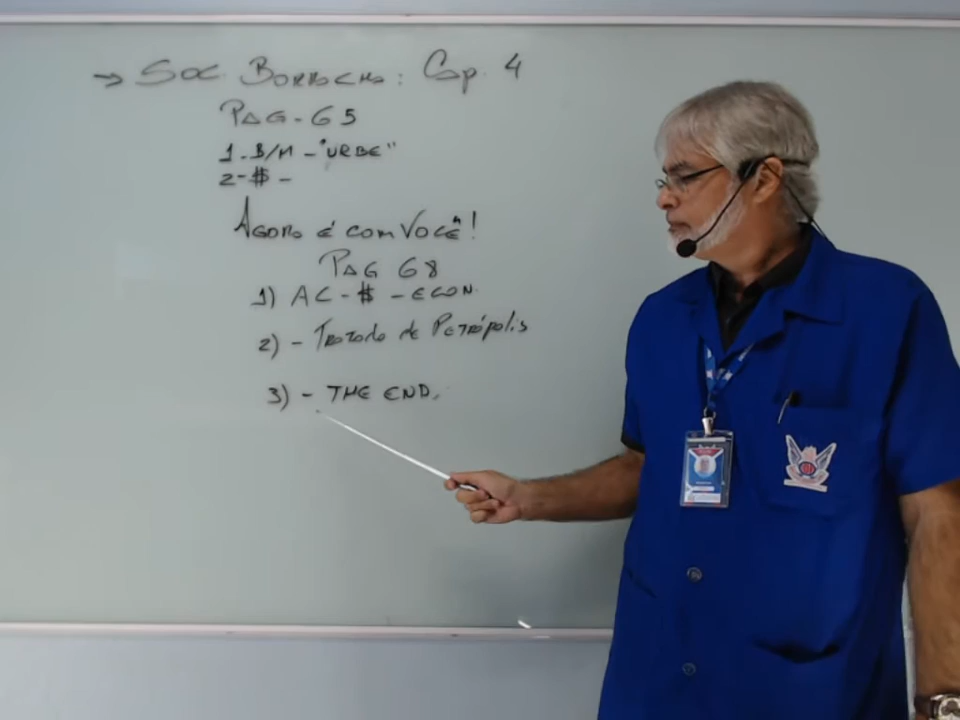 → SOC. BORRACHA: Cap. 4
PAG-65
1-B/M-"URBE"
2-$-
Agora é com Você"!
PAG 68
1) AC-$-ECON.
2)-Tratado de Petrópolis
3)-THE END.